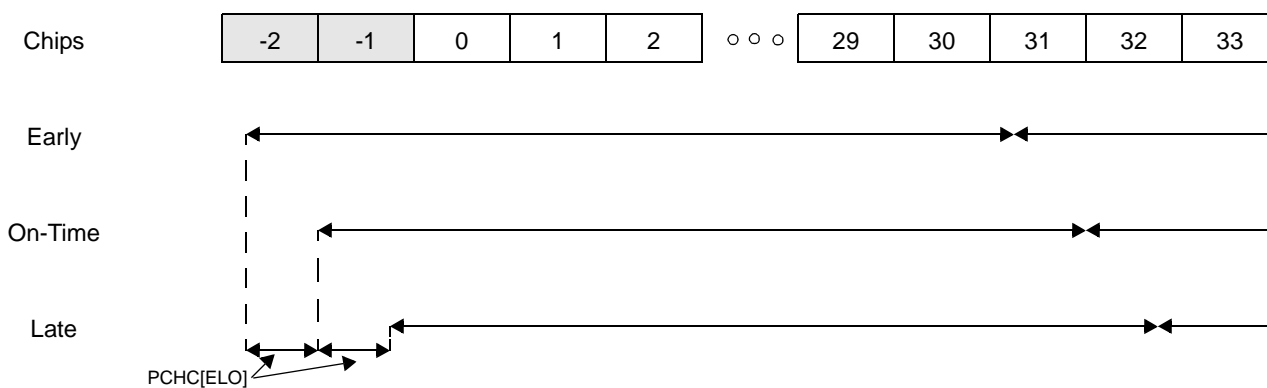 Chips -2 -1 0 1 2 29 30 31 32 33
Early
On-Time
Late
PCHC[ELO]